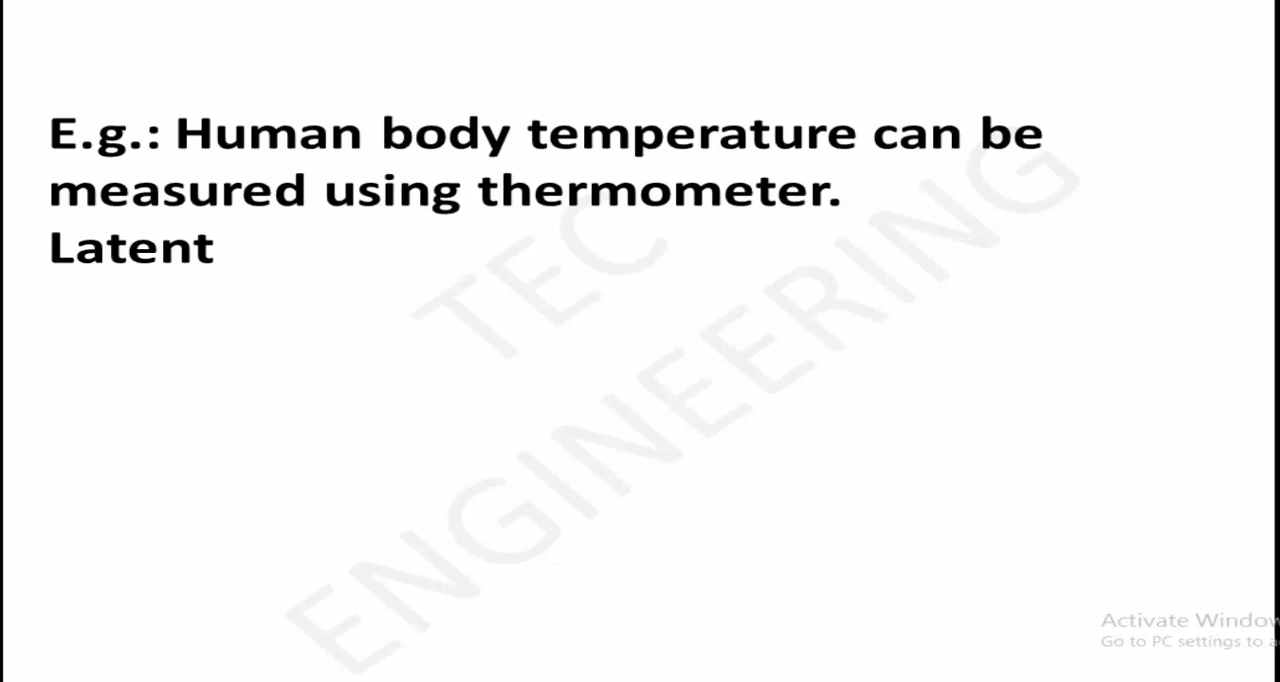 E.g.: Human body temperature can be
measured using thermometer.
Latent
TEC
ENGINEERING
Activate Window
Go to PC settings to a